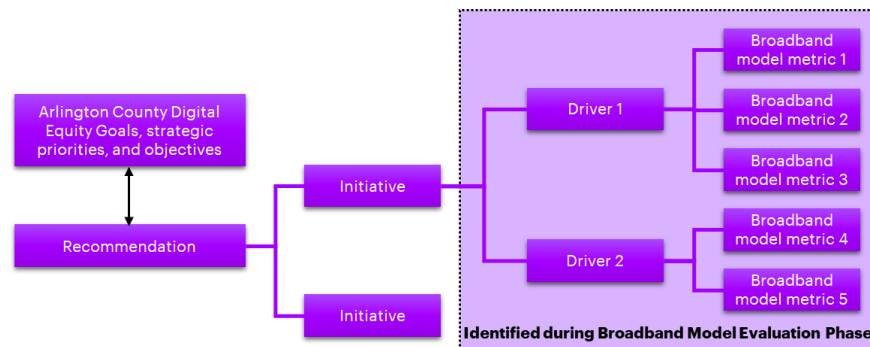 Arlington County Digital
Equity Goals, strategic
priorities, and objectives
Recommendation
Initiative
Initiative
Driver 1
Driver 2
Broadband
model metric 1
Broadband
model metric 2
Broadband
model metric 3
Broadband
model metric 4
Broadband
model metric 5
Identified during Broadband Model Evaluation Phase